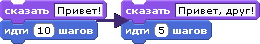 сказать Привет!
идти 10 шагов
сказать Привет, друг!
идти 5 шагов